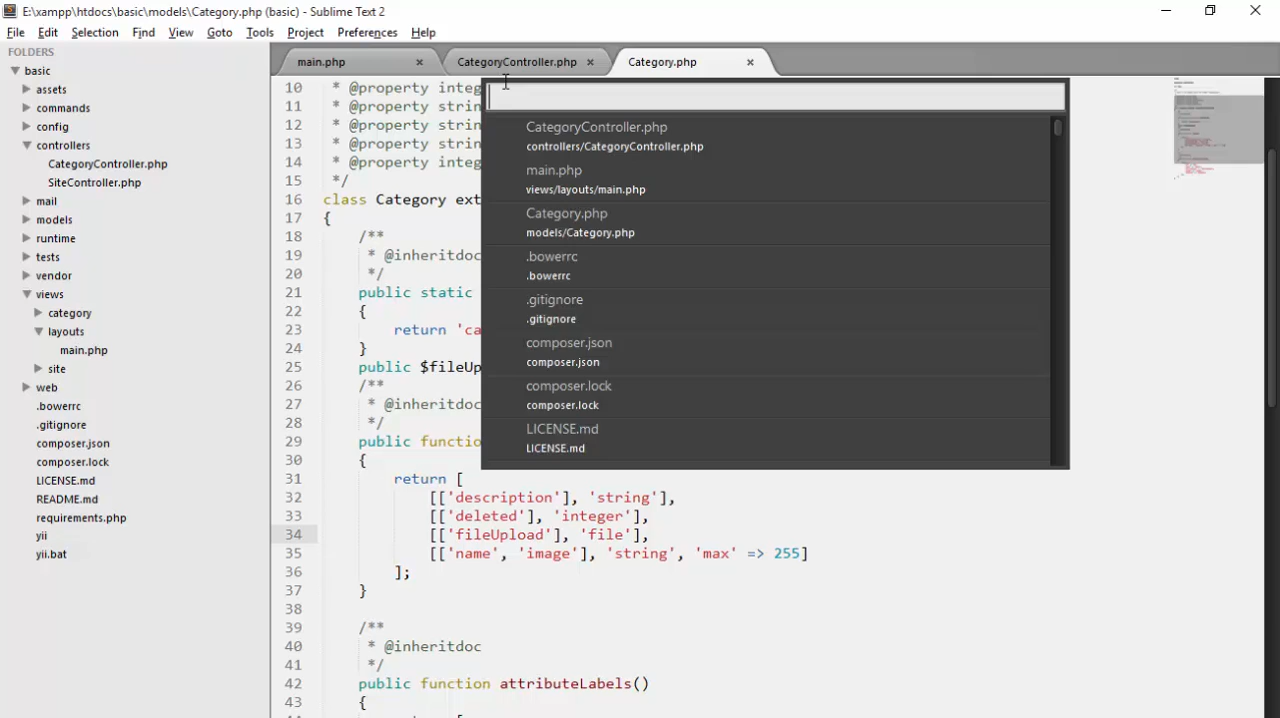 E:\xampp\htdocs\basic\models\Category.php (basic) - Sublime Text 2
File Edit Selection Find View Goto Tools Project Preferences Help
FOLDERS
basic
assets
commands
config
controllers
CategoryController.php
SiteController.php
mail
models
runtime
tests
vendor
views
category
layouts
main.php
site
web
.bowerrc
.gitignore
composer.json
composer.lock
LICENSE.md
README.md
requirements.php
yii
yii.bat
main.php × CategoryController.php × Category.php ×
CategoryController.php
controllers/CategoryController.php
main.php
views/layouts/main.php
Category.php
models/Category.php
.bowerrc
.bowerrc
.gitignore
.gitignore
composer.json
composer.json
composer.lock
composer.lock
LICENSE.md
LICENSE.md
10 * @property integ
11 * @property strin
12 * @property strin
13 * @property strin
14 * @property integ
15 */
16 class Category ext
17 {
18 /**
19 * @inheritdoc
20 */
21 public static
22 {
23 return 'ca
24 }
25 public $fileUp
26 /**
27 * @inheritdoc
28 */
29 public functio
30 {
31 return [
32 [['description'], 'string'],
33 [['deleted'], 'integer'],
34 [['fileUpload'], 'file'],
35 [['name', 'image'], 'string', 'max' => 255]
36 ];
37 }
38
39 /**
40 * @inheritdoc
41 */
42 public function attributeLabels()
43 {